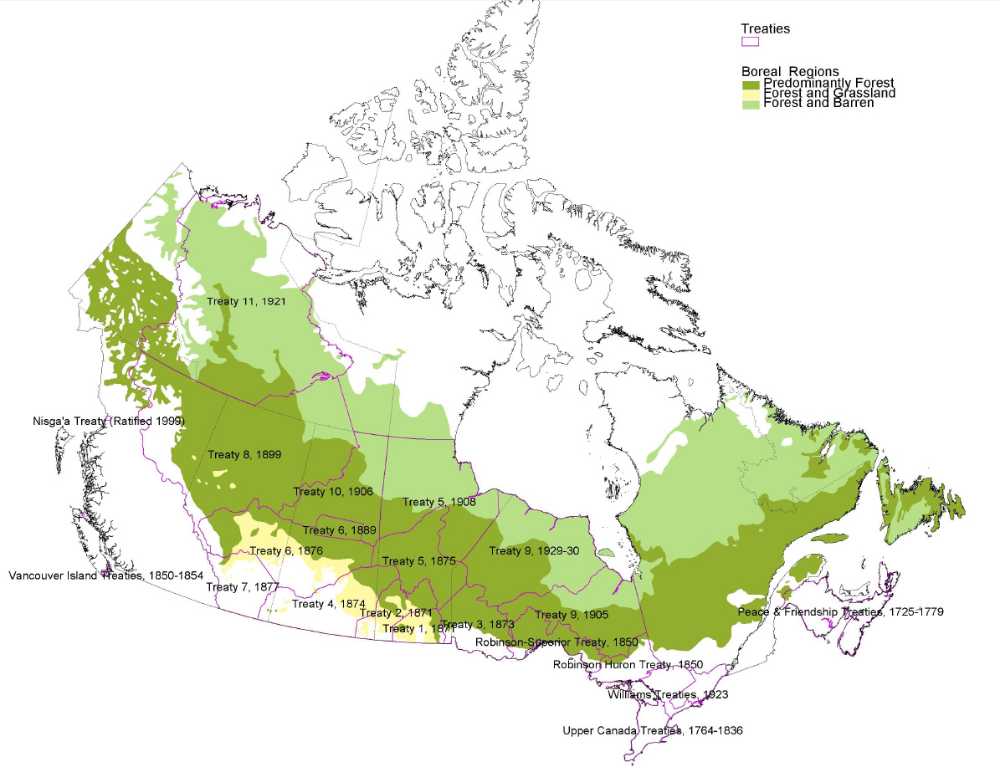 Treaties
Boreal Regions
Predominantly Forest
Forest and Grassland
Forest and Barren
Treaty 11, 1921
Nisga'a Treaty (Ratified 1999)
Treaty 8, 1899
Treaty 10, 1906
Treaty 5, 1908
Treaty 6, 1889
Treaty 6, 1876
Treaty 9, 1929-30
Treaty 5, 1875
Vancouver Island Treaties, 1850-1854
Treaty 7, 1877
Treaty 4, 1874
Treaty 2, 1871
Peace & Friendship Treaties, 1725-1779
Treaty 9, 1905
Treaty 1, 1871
Treaty 3, 1873
Robinson-Superior Treaty, 1850
Robinson Huron Treaty, 1850
Williams Treaties, 1923
Upper Canada Treaties, 1764-1836